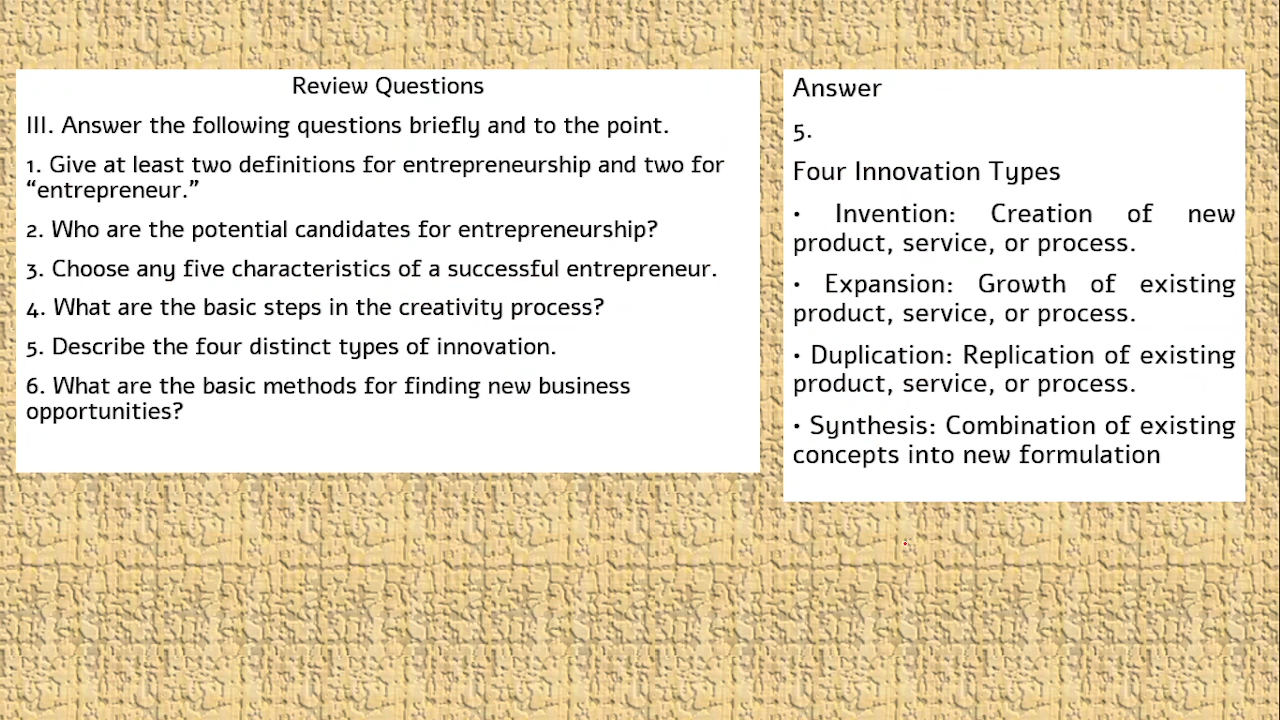 Review Questions
III. Answer the following questions briefly and to the point.
1. Give at least two definitions for entrepreneurship and two for
“entrepreneur.”
2. Who are the potential candidates for entrepreneurship?
3. Choose any five characteristics of a successful entrepreneur.
4. What are the basic steps in the creativity process?
5. Describe the four distinct types of innovation.
6. What are the basic methods for finding new business
opportunities?
Answer
5.
Four Innovation Types
• Invention: Creation of new
product, service, or process.
• Expansion: Growth of existing
product, service, or process.
• Duplication: Replication of existing
product, service, or process.
• Synthesis: Combination of existing
concepts into new formulation